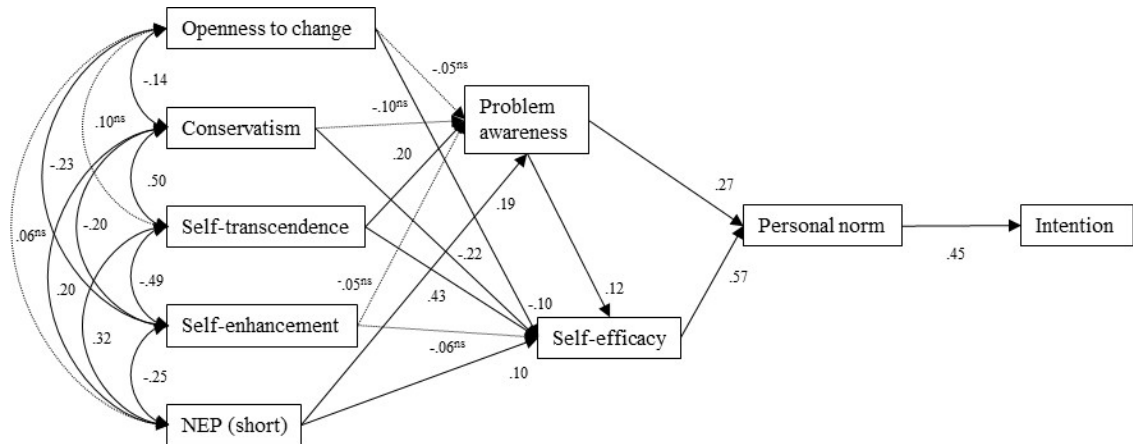 Openness to change
-.05ns
-.14
Problem
awareness
-.10ns
.10ns
Conservatism
.20
-.23
.50
.27
.19
.06ns
-.20
Self-transcendence
Personal norm
Intention
-.22
.45
-.49
-.05ns
.57
.20
.43
.12
-.10
Self-enhancement
Self-efficacy
.32
-.06ns
.10
-.25
NEP (short)